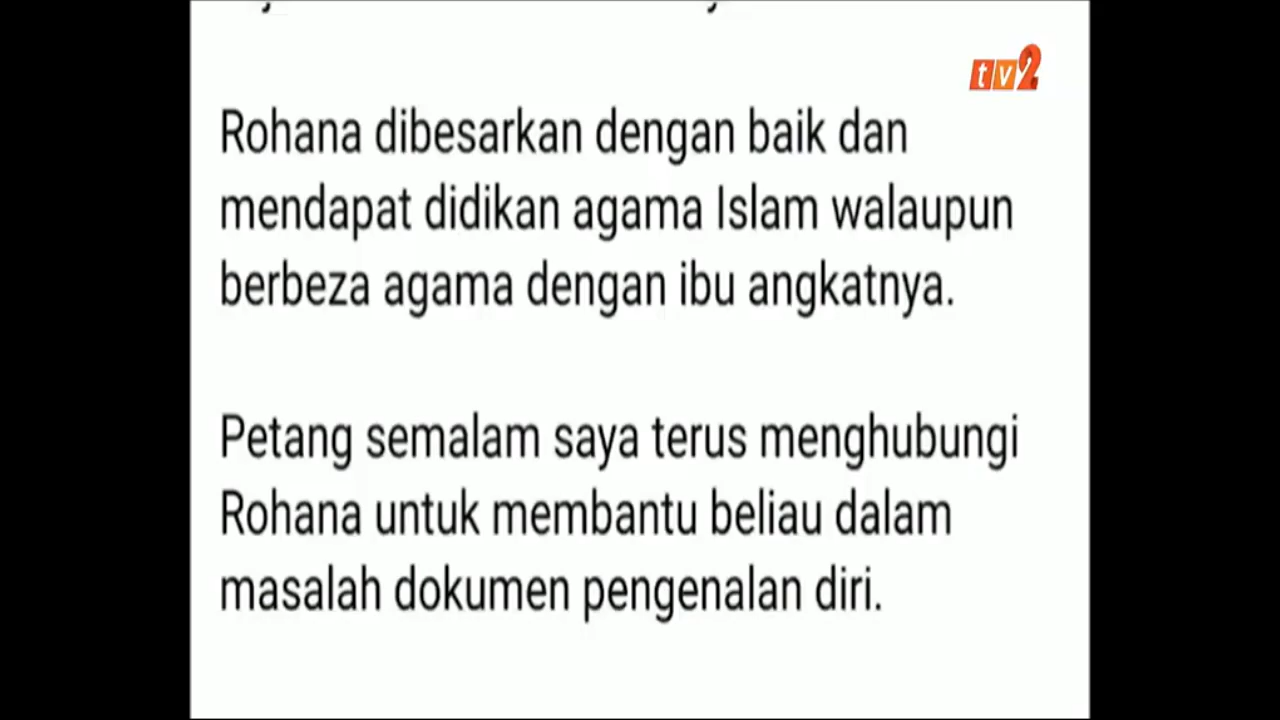 tv2
Rohana dibesarkan dengan baik dan
mendapat didikan agama Islam walaupun
berbeza agama dengan ibu angkatnya.
Petang semalam saya terus menghubungi
Rohana untuk membantu beliau dalam
masalah dokumen pengenalan diri.